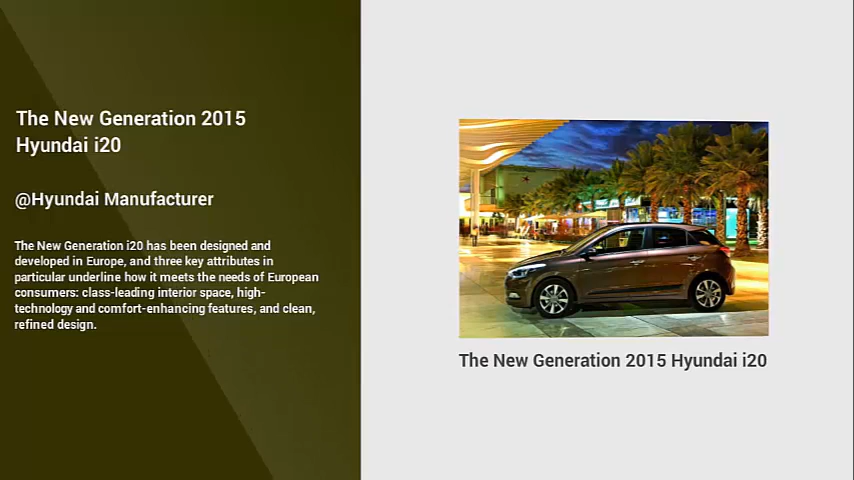 The New Generation 2015
Hyundai i20
@Hyundai Manufacturer
The New Generation i20 has been designed and
developed in Europe, and three key attributes in
particular underline how it meets the needs of European
consumers: class-leading interior space, high-
technology and comfort-enhancing features, and clean,
refined design.
The New Generation 2015 Hyundai i20